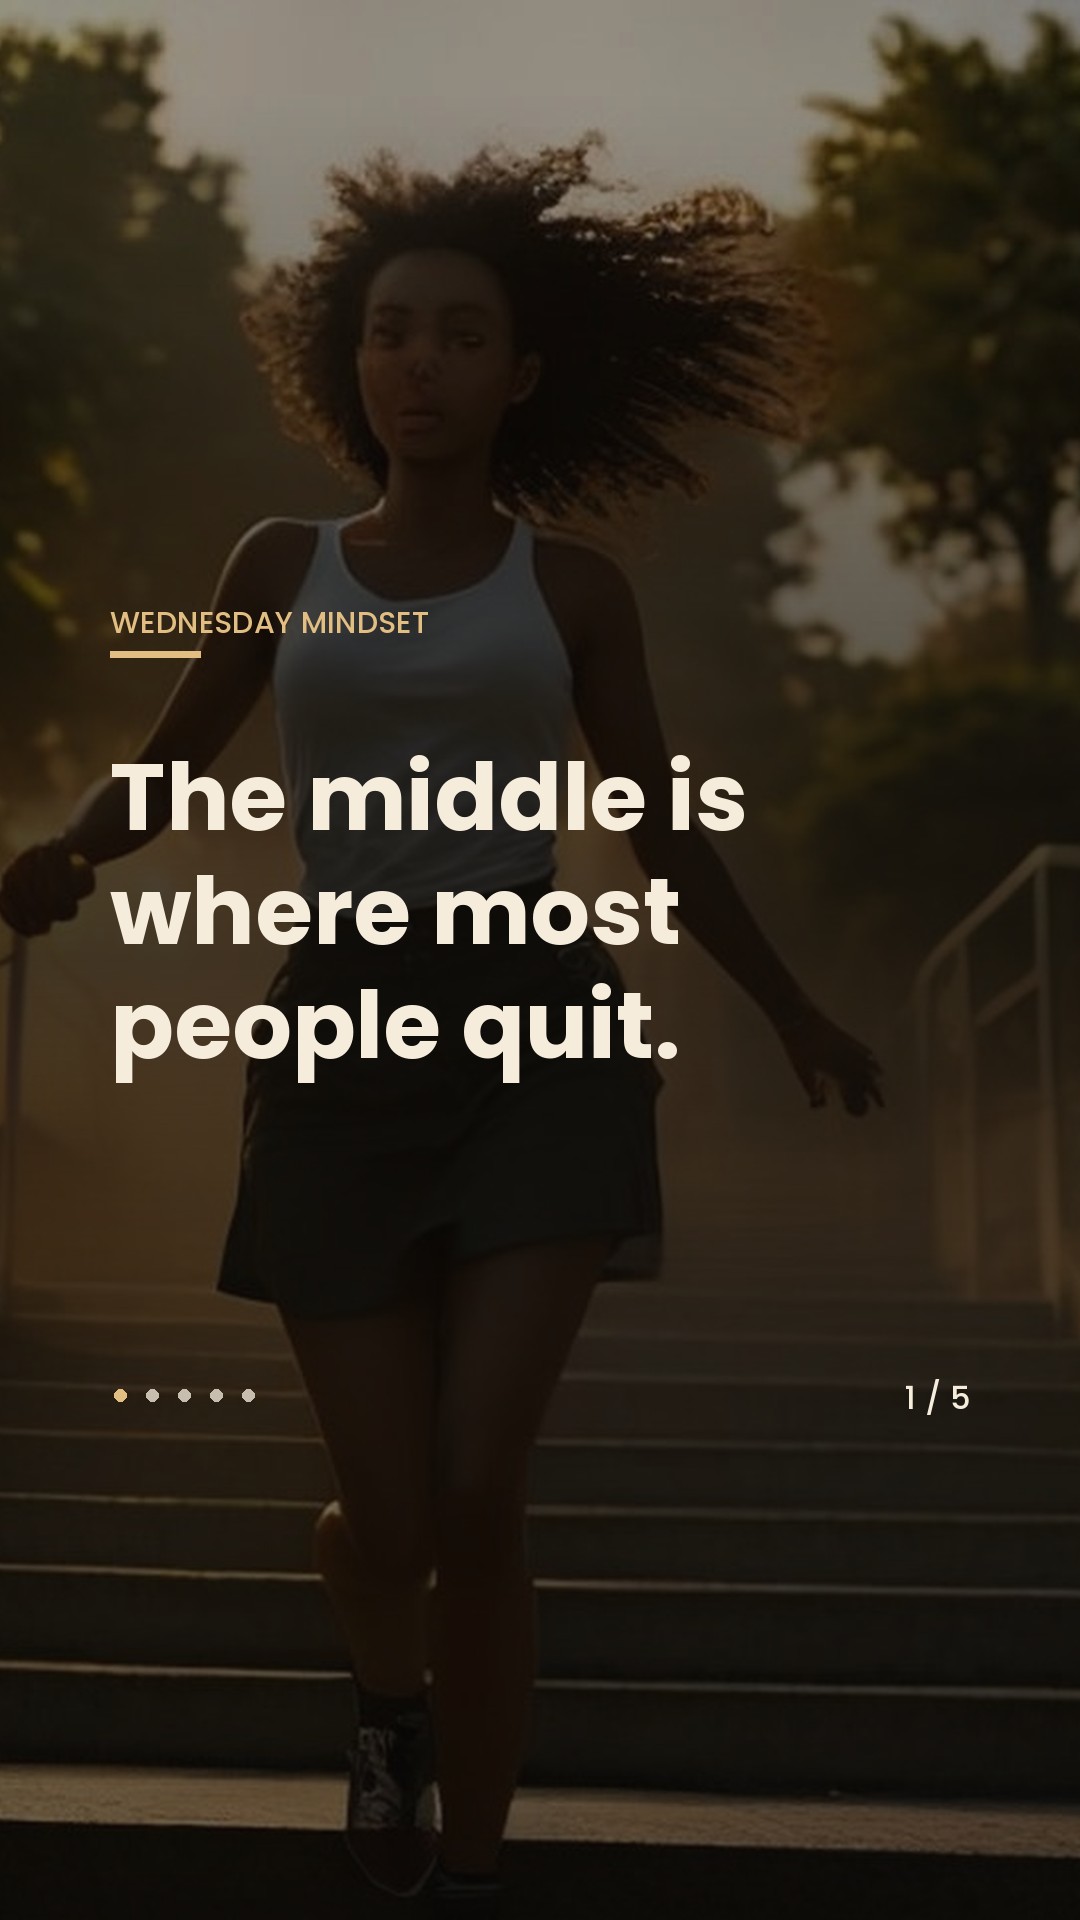 WEDNESDAY MINDSET
The middle is
where most
people quit.
1 / 5